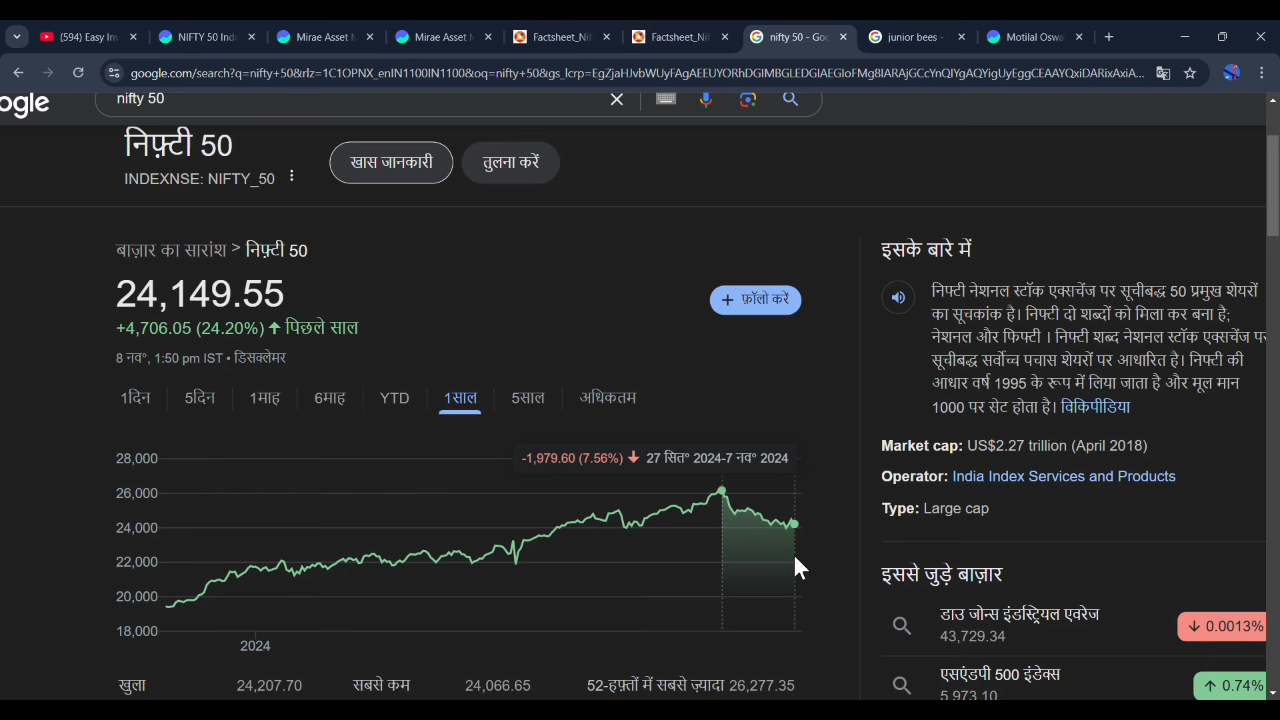 (594) Easy In
NIFTY 50 Ind
Mirae Asset
Mirae Asset
Factsheet_Nif
Factsheet_Nif
nifty 50 - Goo
junior bees -
Motilal Oswa
google.com/search?q=nifty+50&rlz=1C1OPNX_enIN1100IN1100&oq=nifty+50&gs_lcrp=
ogle
nifty 50
निफ़्टी 50
INDEXNSE: NIFTY_50
खास जानकारी
तुलना करें
बाज़ार का सारांश > निफ़्टी 50
24,149.55
+4,706.05 (24.20%) ↑ पिछले साल
8 नव॰, 1:50 pm IST • डिसक्लेमर
+ फ़ॉलो करें
1दिन
5दिन
1माह
6माह
YTD
1साल
5साल
अधिकतम
-1,979.60 (7.56%) ↓ 27 सित॰ 2024-7 नव॰ 2024
28,000
26,000
24,000
22,000
20,000
18,000
2024
खुला 24,207.70
सबसे कम 24,066.65
52-हफ़्तों में सबसे ज़्यादा 26,277.35
इसके बारे में
निफ्टी नेशनल स्टॉक एक्सचेंज पर सूचीबद्ध 50 प्रमुख शेयरों
का सूचकांक है। निफ्टी दो शब्दों को मिला कर बना है;
नेशनल और फिफ्टी । निफ्टी शब्द नेशनल स्टॉक एक्सचेंज पर
सूचीबद्ध सर्वोच्च पचास शेयरों पर आधारित है। निफ्टी की
आधार वर्ष 1995 के रूप में लिया जाता है और मूल मान
1000 पर सेट होता है। विकिपीडिया
Market cap: US$2.27 trillion (April 2018)
Operator: India Index Services and Products
Type: Large cap
इससे जुड़े बाज़ार
डाउ जोन्स इंडस्ट्रियल एवरेज
43,729.34
↓ 0.0013%
एसएंडपी 500 इंडेक्स
5,973.10
↑ 0.74%